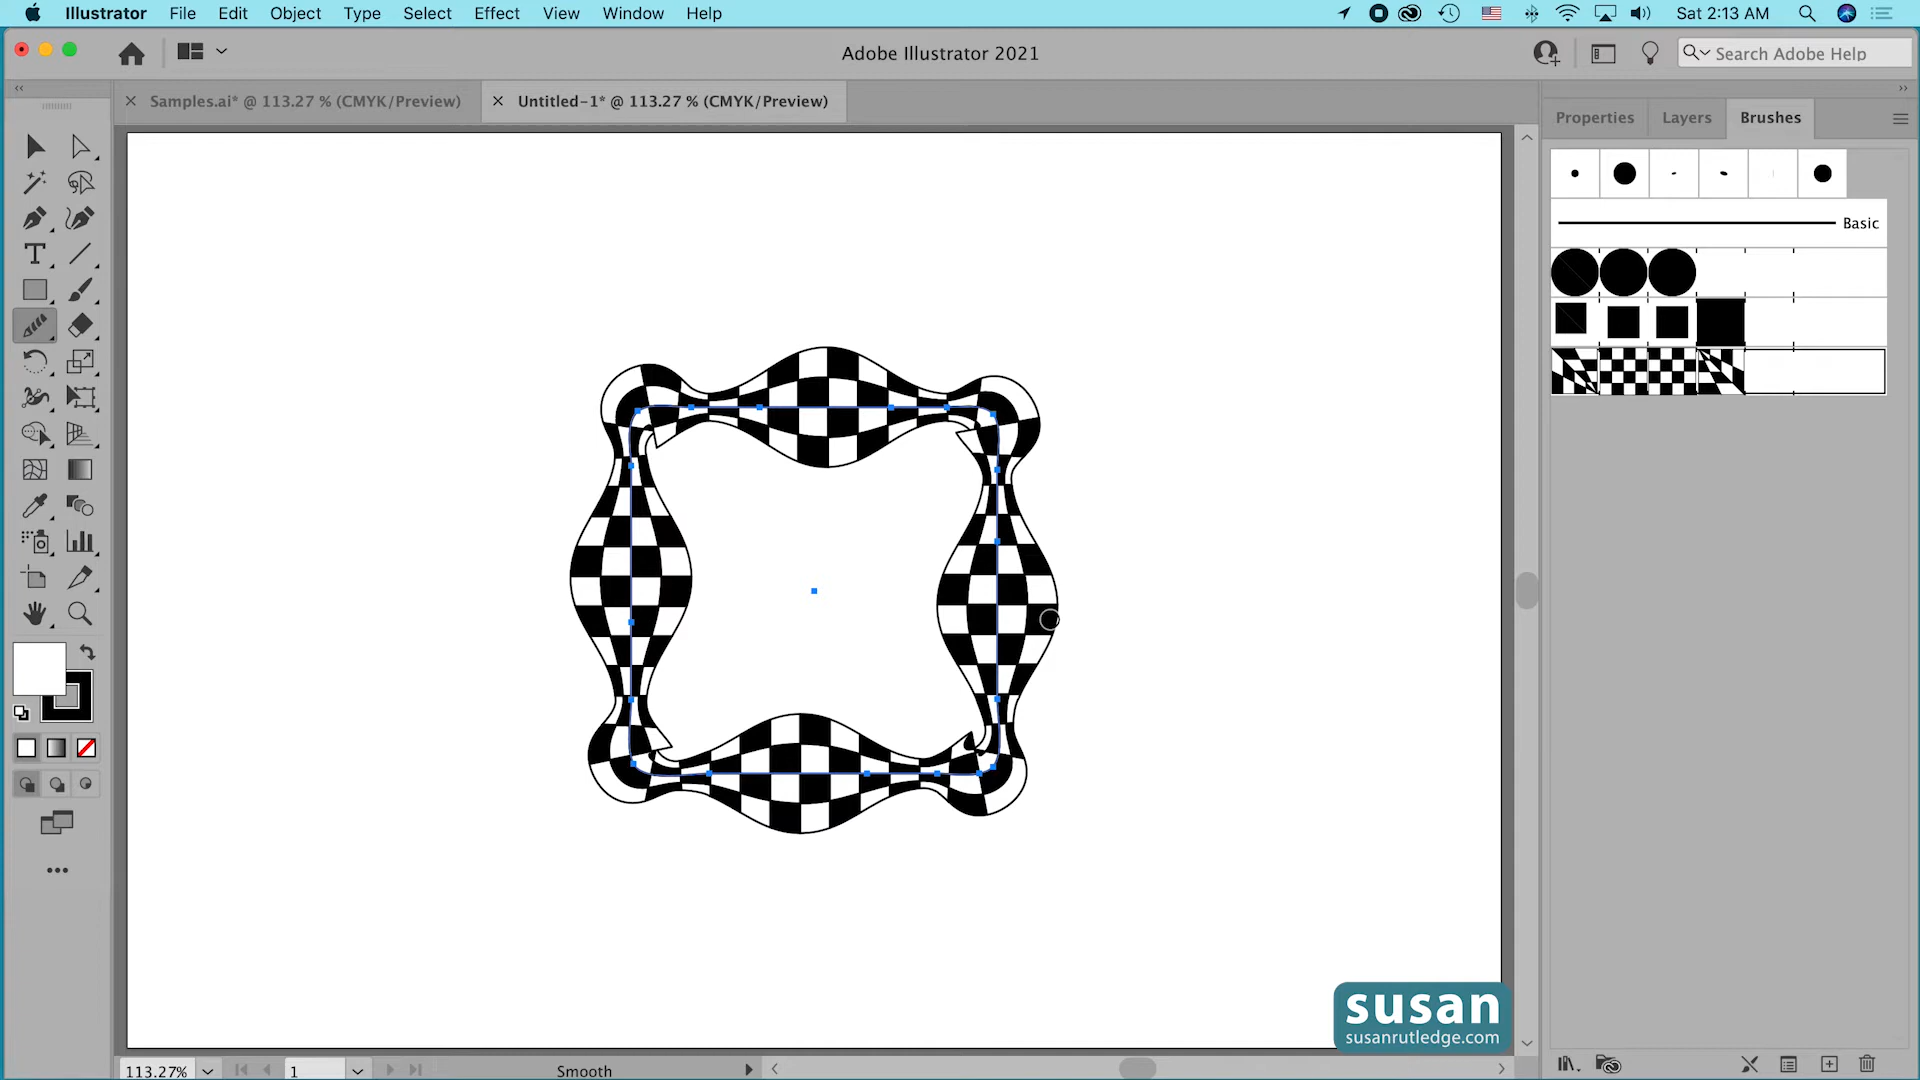 Illustrator File Edit Object Type Select Effect View Window Help
Sat 2:13 AM
Adobe Illustrator 2021
Search Adobe Help
Samples.ai* @ 113.27 % (CMYK/Preview)
Untitled-1* @ 113.27 % (CMYK/Preview)
Properties Layers Brushes
Basic
susan
susanrutledge.com
113.27%
1
Smooth